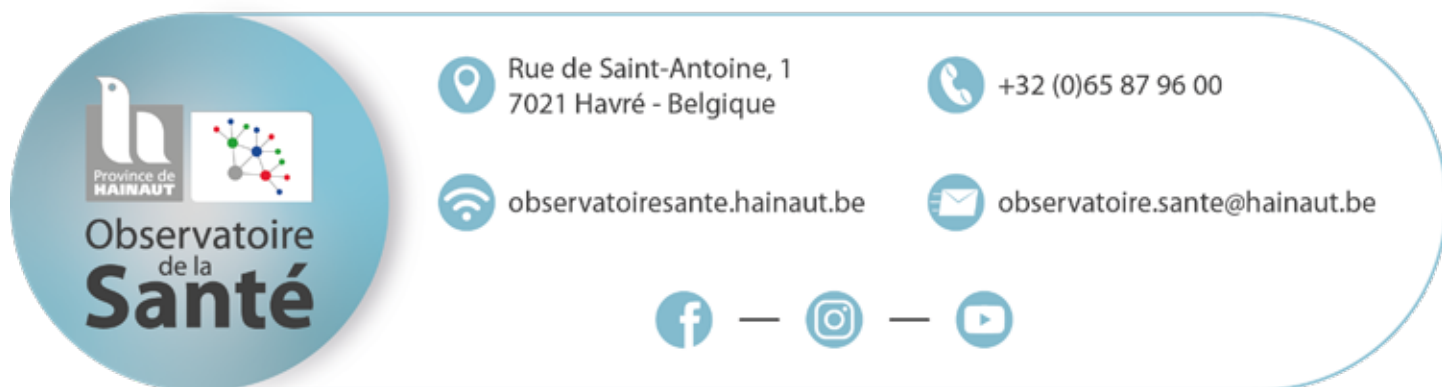 Province de
HAINAUT
Observatoire
de la
Santé
Rue de Saint-Antoine, 1
7021 Havré - Belgique
+32 (0)65 87 96 00
observatoiresante.hainaut.be
observatoire.sante@hainaut.be